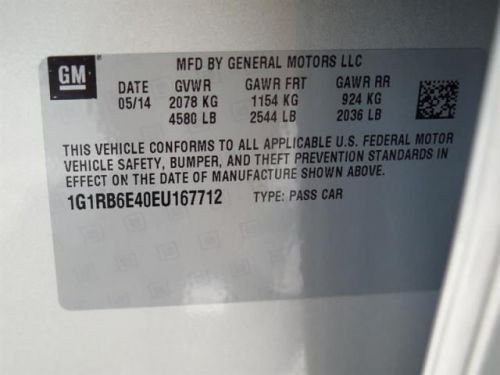 GM
MFD BY GENERAL MOTORS LLC
DATE GVWR GAWR FRT GAWR RR
05/14 2078 KG 1154 KG 924 KG
4580 LB 2544 LB 2036 LB
THIS VEHICLE CONFORMS TO ALL APPLICABLE U.S. FEDERAL MOTOR
VEHICLE SAFETY, BUMPER, AND THEFT PREVENTION STANDARDS IN
EFFECT ON THE DATE OF MANUFACTURE SHOWN ABOVE.
1G1RB6E40EU167712 TYPE: PASS CAR